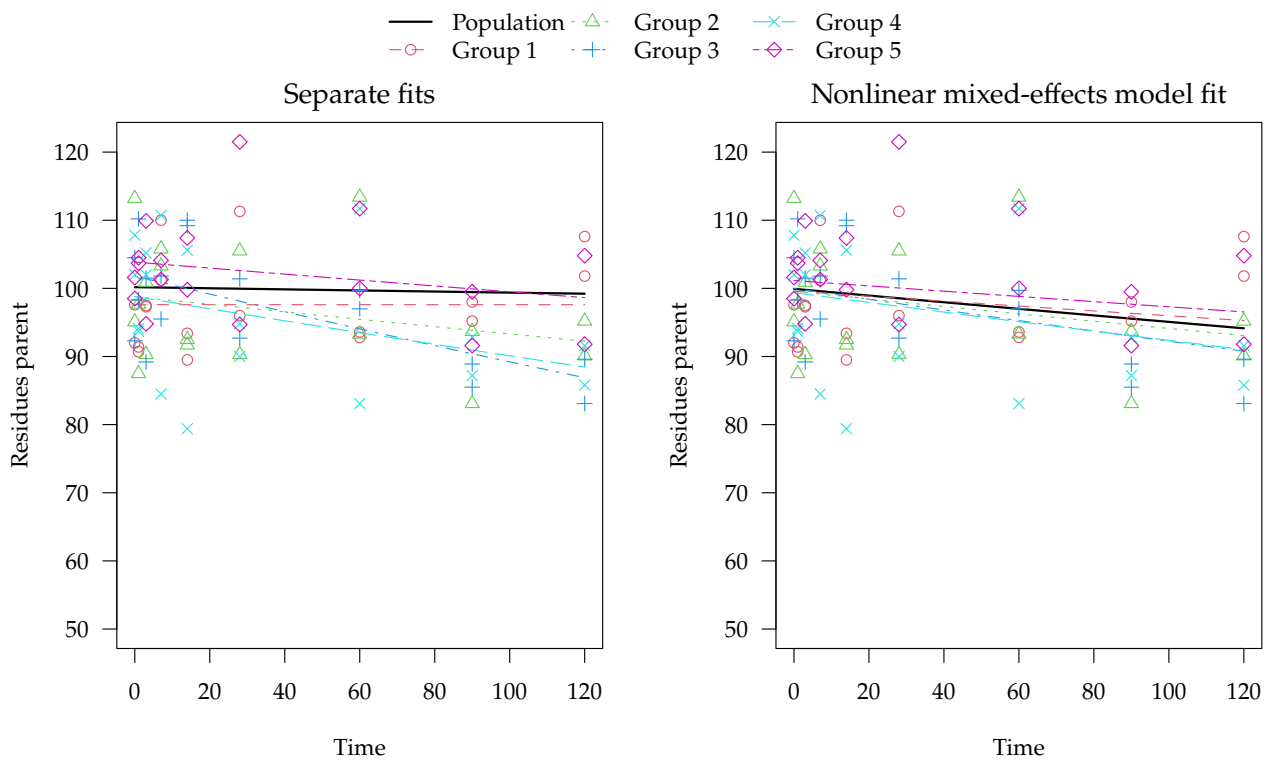 Population Group 2 Group 4
Group 1 Group 3 Group 5
Separate fits
120
110
100
90
80
70
60
50
Residues parent
0 20 40 60 80 100 120
Time
Nonlinear mixed-effects model fit
120
110
100
90
80
70
60
50
Residues parent
0 20 40 60 80 100 120
Time